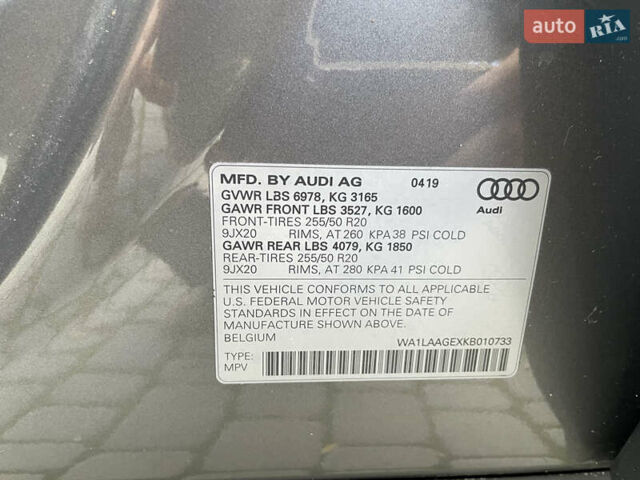 auto RIA
.com
MFD. BY AUDI AG 0419
GVWR LBS 6978, KG 3165
GAWR FRONT LBS 3527, KG 1600
FRONT-TIRES 255/50 R20
9JX20 RIMS, AT 260 KPA 38 PSI COLD
GAWR REAR LBS 4079, KG 1850
REAR-TIRES 255/50 R20
9JX20 RIMS, AT 280 KPA 41 PSI COLD
Audi
THIS VEHICLE CONFORMS TO ALL APPLICABLE
U.S. FEDERAL MOTOR VEHICLE SAFETY
STANDARDS IN EFFECT ON THE DATE OF
MANUFACTURE SHOWN ABOVE.
BELGIUM WA1LAAGEXKB010733
TYPE:
MPV